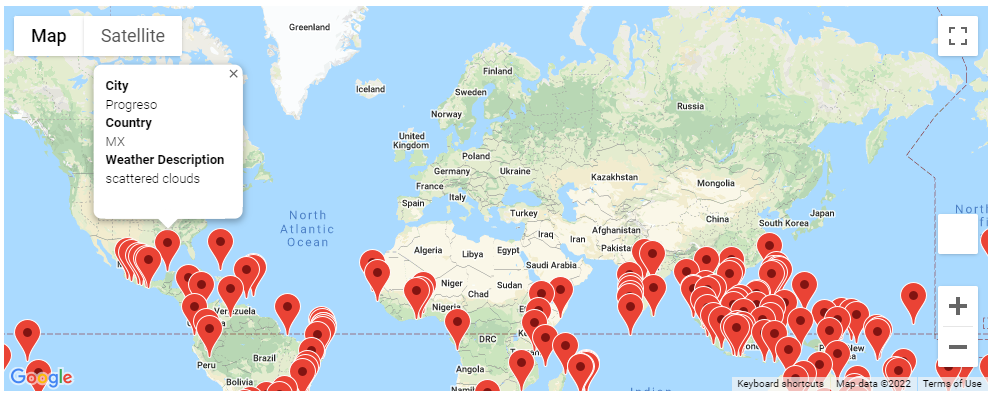 Map
Satellite
City
Progreso
Country
MX
Weather Description
scattered clouds
Greenland
Iceland
Finland
Sweden
Norway
Russia
United
Kingdom
Poland
Germany
Ukraine
France
Italy
Spain
Turkey
Kazakhstan
Mongolia
China
South Korea
Japan
Afghanistan
Pakistan
Iraq
Iran
North
Atlantic
Ocean
Algeria
Libya
Egypt
Saudi Arabia
Niger
Chad
Sudan
Nigeria
DRC
Angola
Venezuela
Peru
Brazil
Bolivia
Google
Keyboard shortcuts
Map data ©2022
Terms of Use